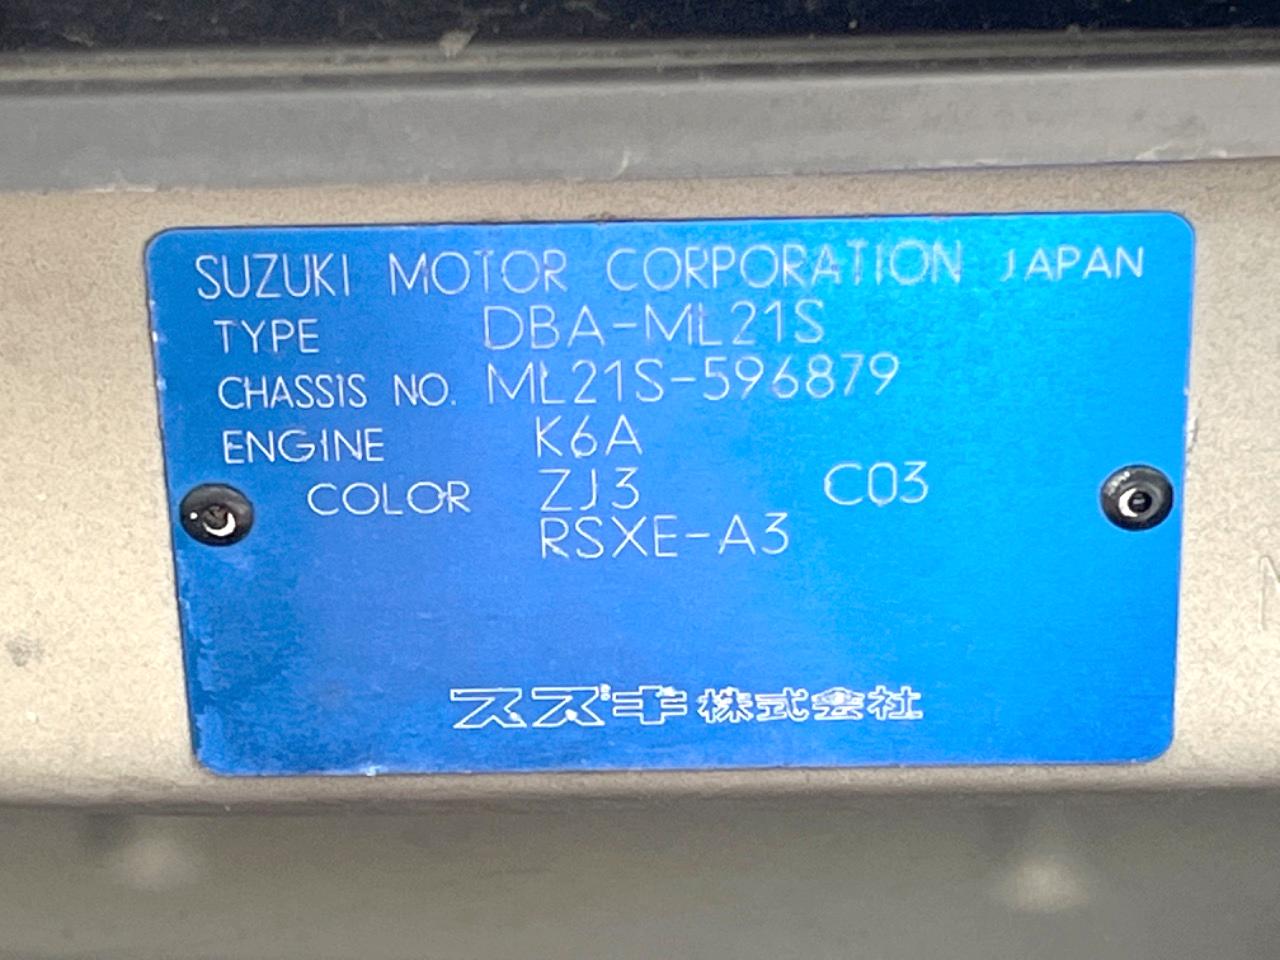 SUZUKI MOTOR CORPORATION JAPAN
TYPE DBA-ML21S
CHASSIS NO. ML21S-596879
ENGINE K6A
COLOR ZJ3 C03
RSXE-A3
スズキ株式会社